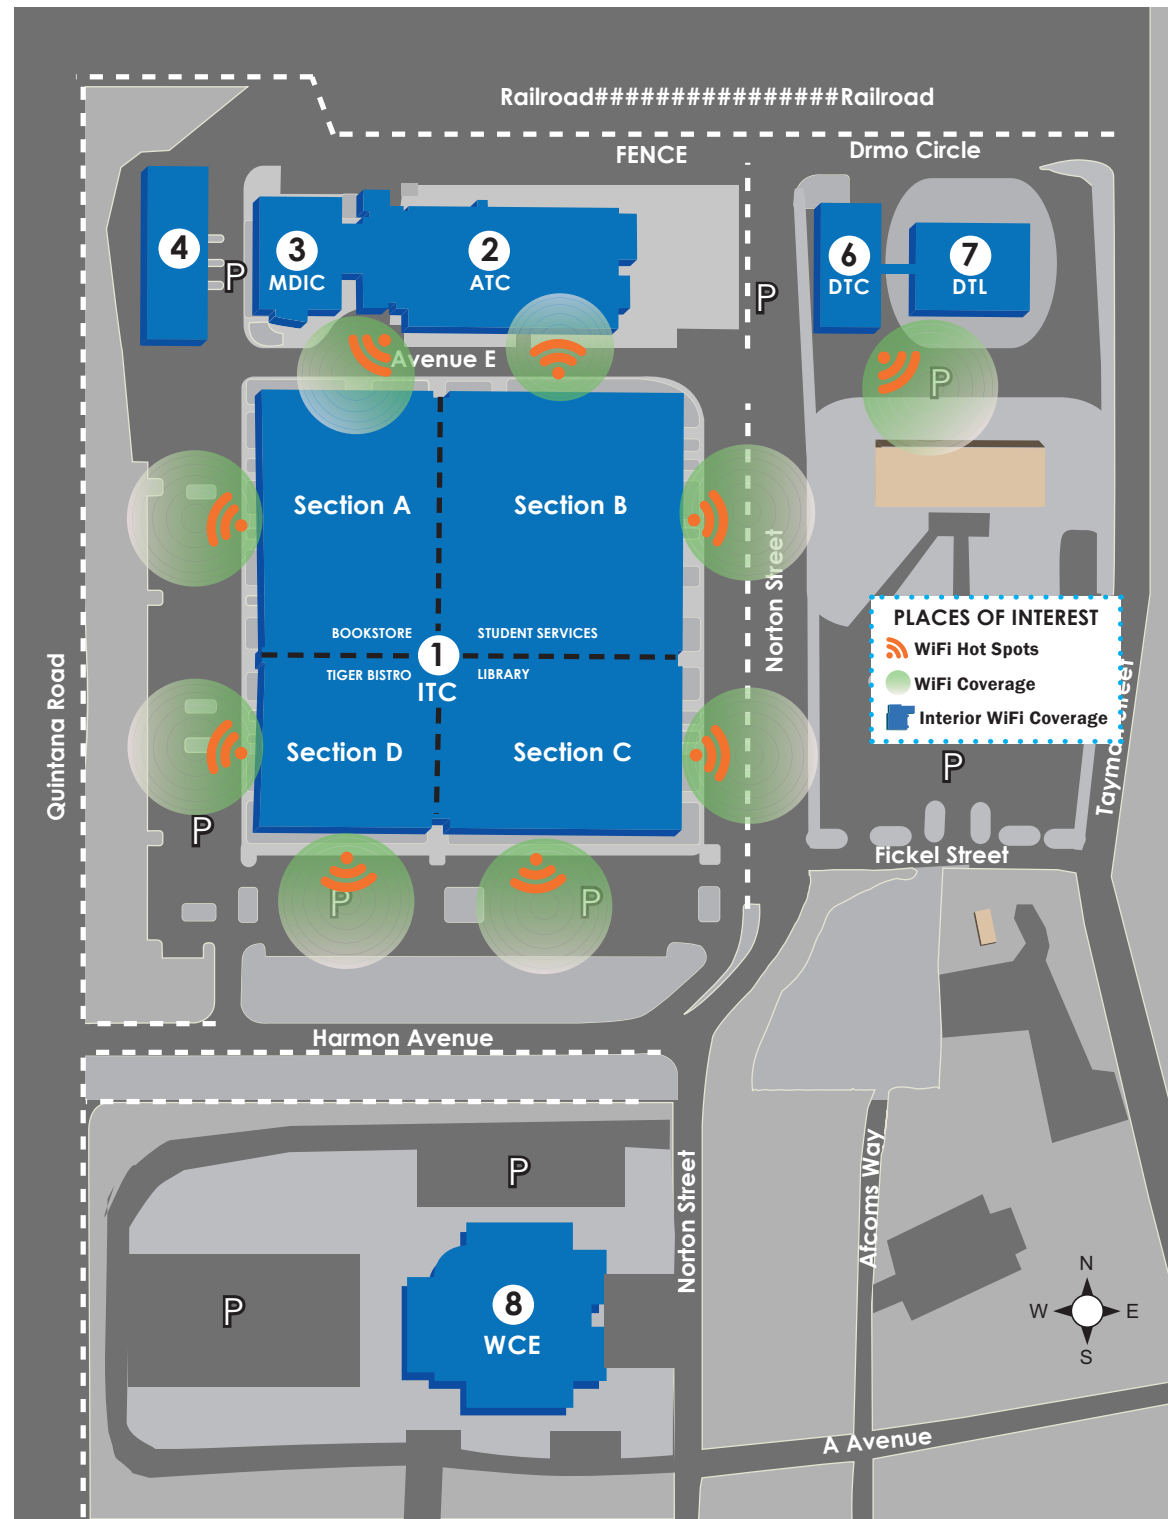 Railroad################Railroad
FENCE
Drmo Circle
4
P
3
MDIC
2
ATC
P
6
DTC
7
DTL
Avenue E
P
Section A
Section B
Norton Street
BOOKSTORE
STUDENT SERVICES
1
TIGER BISTRO
LIBRARY
ITC
Section D
Section C
Quintana Road
PLACES OF INTEREST
WiFi Hot Spots
WiFi Coverage
Interior WiFi Coverage
P
P
P
P
Fickel Street
Harmon Avenue
P
P
8
WCE
Norton Street
Afcoms Way
A Avenue
N
W
E
S